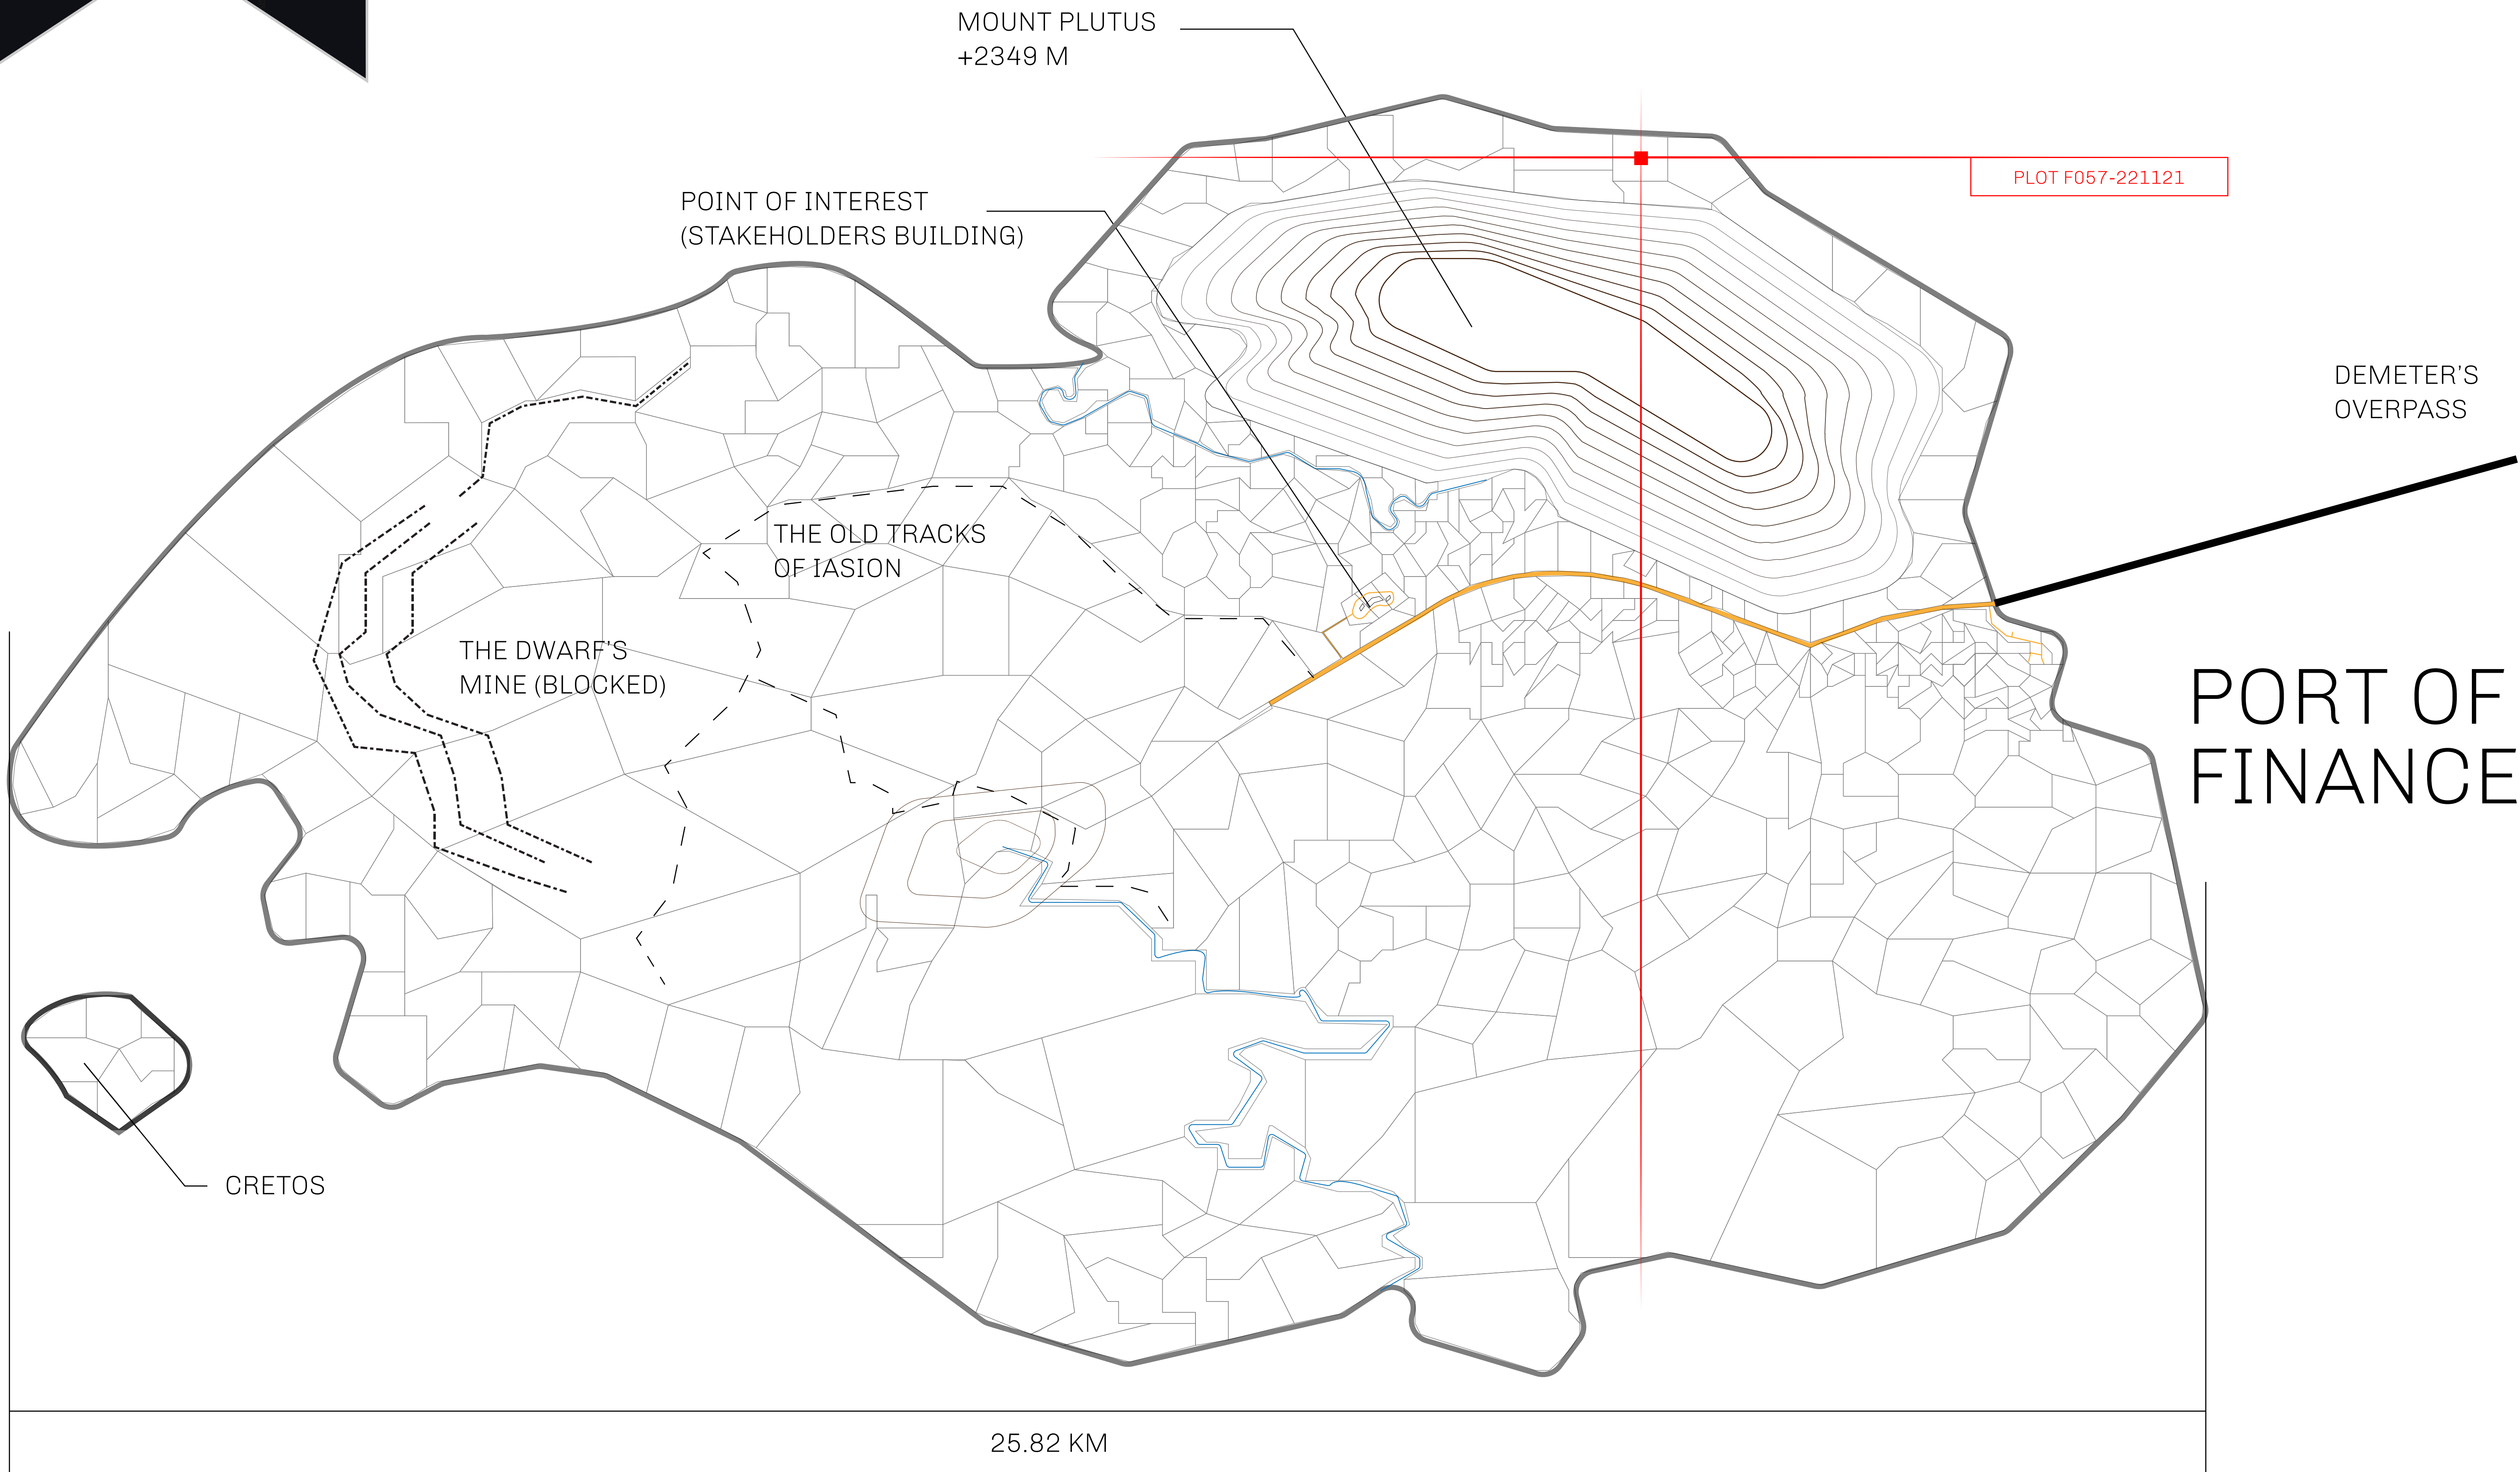 MOUNT PLUTUS
+2349 M
PLOT F057-221121
POINT OF INTEREST
(STAKEHOLDERS BUILDING)
DEMETER'S
OVERPASS
THE OLD TRACKS
OF IASION
THE DWARF'S
MINE (BLOCKED)
PORT OF
FINANCE
CRETOS
25.82 KM